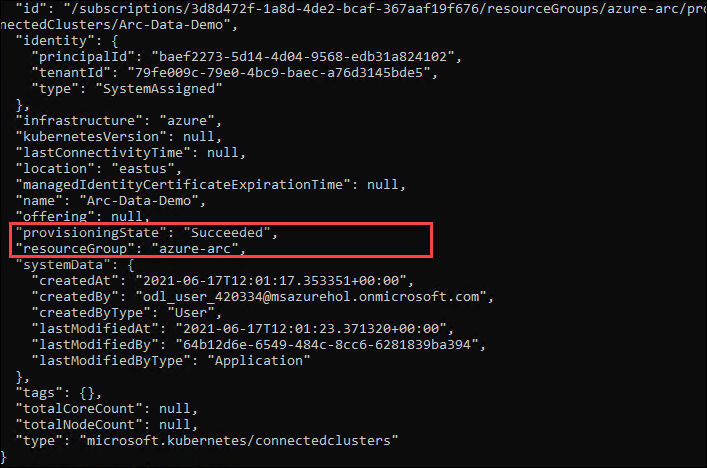 "id": "/subscriptions/3d8d472f-1a8d-4de2-bcaf-367aaf19f676/resourceGroups/azure-arc/pro
nectedClusters/Arc-Data-Demo",
"identity": {
"principalId": "baef2273-5d14-4d04-9568-edb31a824102",
"tenantId": "79fe009c-79e0-4bc9-baec-a76d3145bde5",
"type": "SystemAssigned"
},
"infrastructure": "azure",
"kubernetesVersion": null,
"lastConnectivityTime": null,
"location": "eastus",
"managedIdentityCertificateExpirationTime": null,
"name": "Arc-Data-Demo",
"offering": null,
"provisioningState": "Succeeded",
"resourceGroup": "azure-arc",
"systemData": {
"createdAt": "2021-06-17T12:01:17.353351+00:00",
"createdBy": "odl_user_420334@msazurehol.onmicrosoft.com",
"createdByType": "User",
"lastModifiedAt": "2021-06-17T12:01:23.371320+00:00",
"lastModifiedBy": "64b12d6e-6549-484c-8cc6-6281839ba394",
"lastModifiedByType": "Application"
},
"tags": {},
"totalCoreCount": null,
"totalNodeCount": null,
"type": "microsoft.kubernetes/connectedclusters"
}